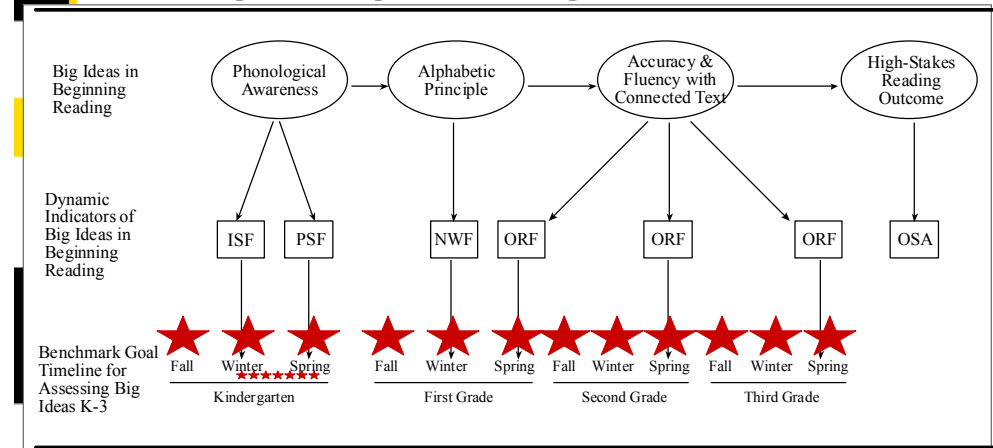 Big Ideas in
Beginning
Reading
Phonological
Awareness
Alphabetic
Principle
Accuracy &
Fluency with
Connected Text
High-Stakes
Reading
Outcome
Dynamic
Indicators of
Big Ideas in
Beginning
Reading
ISF
PSF
NWF
ORF
ORF
ORF
OSA
Benchmark Goal
Timeline for
Assessing Big
Ideas K-3
Fall
Winter
Spring
Kindergarten
Fall
Winter
Spring
First Grade
Fall
Winter
Spring
Second Grade
Fall
Winter
Spring
Third Grade